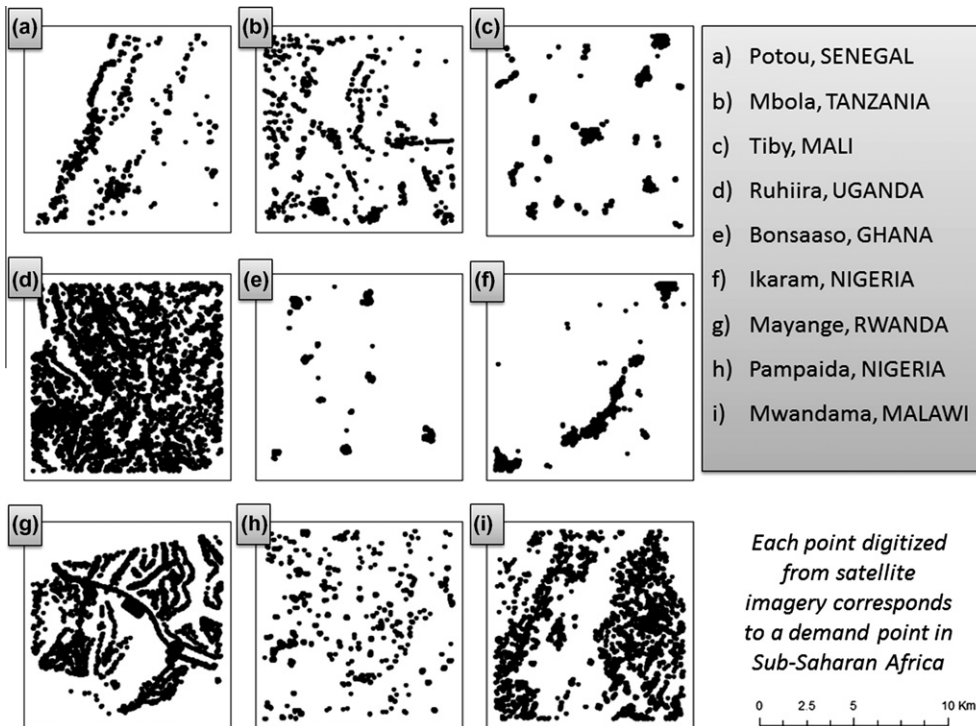 (a)
(b)
(c)
(d)
(e)
(f)
(g)
(h)
(i)
a) Potou, SENEGAL
b) Mbola, TANZANIA
c) Tiby, MALI
d) Ruhiira, UGANDA
e) Bonsaaso, GHANA
f) Ikaram, NIGERIA
g) Mayange, RWANDA
h) Pampaida, NIGERIA
i) Mwandama, MALAWI
Each point digitized
from satellite
imagery corresponds
to a demand point in
Sub-Saharan Africa
0 2.5 5 10 Km